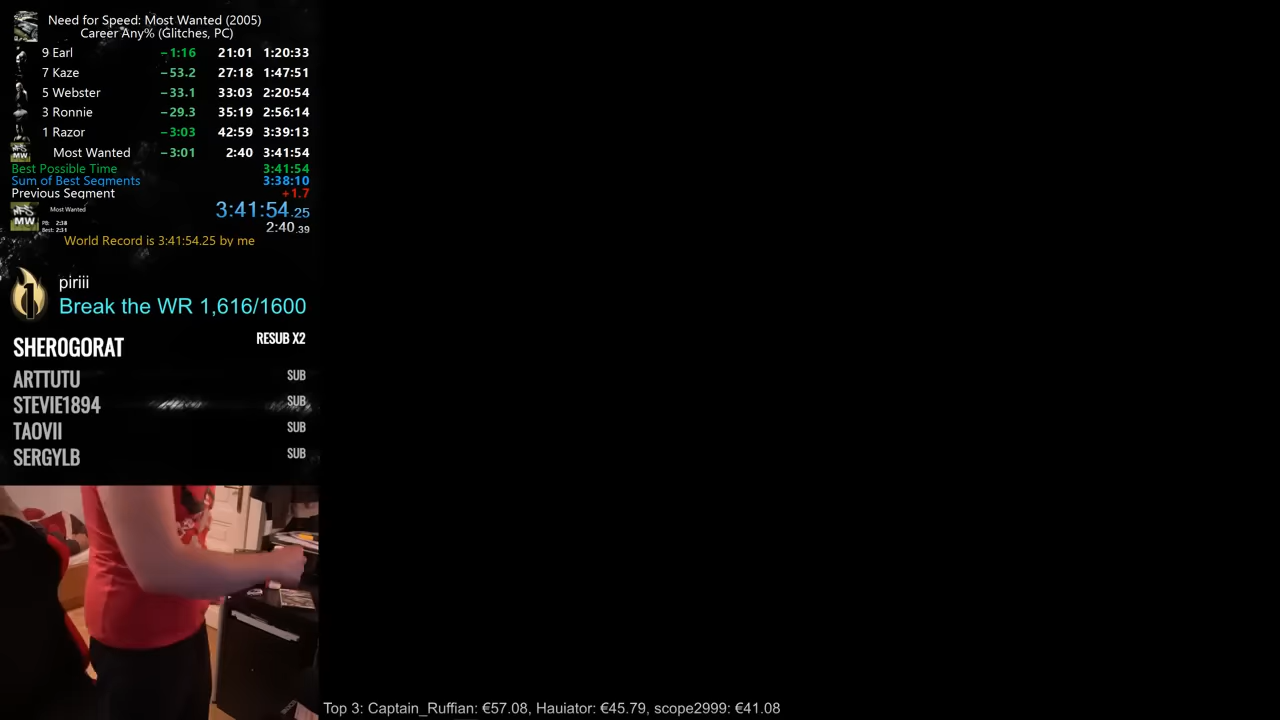 Need for Speed: Most Wanted (2005)
Career Any% (Glitches, PC)
9 Earl −1:16 21:01 1:20:33
7 Kaze −53.2 27:18 1:47:51
5 Webster −33.1 33:03 2:20:54
3 Ronnie −29.3 35:19 2:56:14
1 Razor −3:03 42:59 3:39:13
Most Wanted −3:01 2:40 3:41:54
Best Possible Time 3:41:54
Sum of Best Segments 3:38:10
Previous Segment +1.7
Most Wanted 3:41:54.25
PB: 2:38
Best: 2:31 2:40.39
World Record is 3:41:54.25 by me
piriii
Break the WR 1,616/1600
SHEROGORAT RESUB X2
ARTTUTU SUB
STEVIE1894 SUB
TAOVII SUB
SERGYLB SUB
Top 3: Captain_Ruffian: €57.08, Hauiator: €45.79, scope2999: €41.08